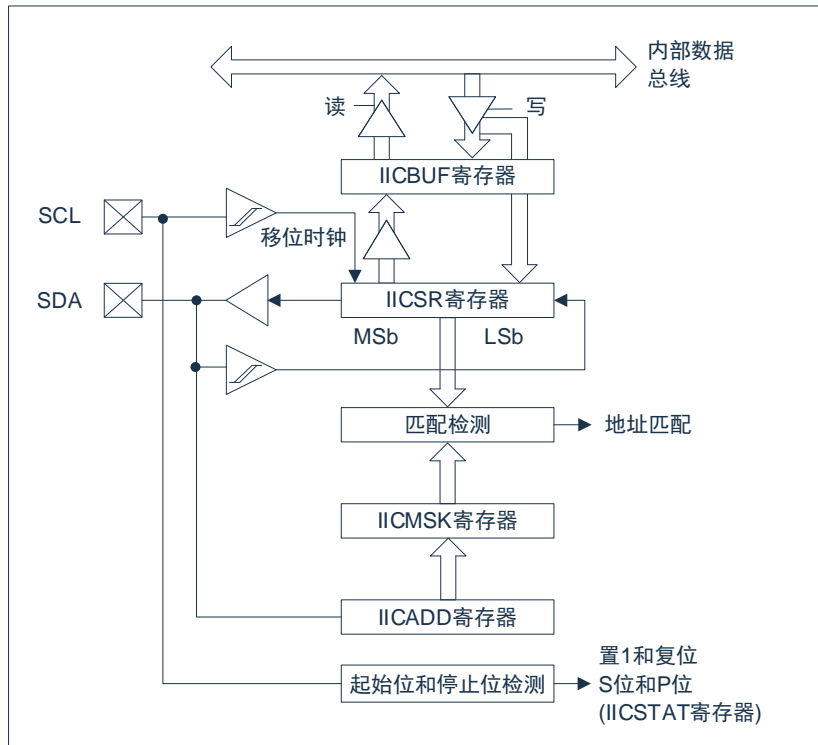 内部数据
总线
读
写
IICBUF寄存器
SCL
移位时钟
SDA
IICSR寄存器
MSb
LSb
匹配检测
地址匹配
IICMSK寄存器
IICADD寄存器
起始位和停止位检测
置1和复位
S位和P位
(IICSTAT寄存器)